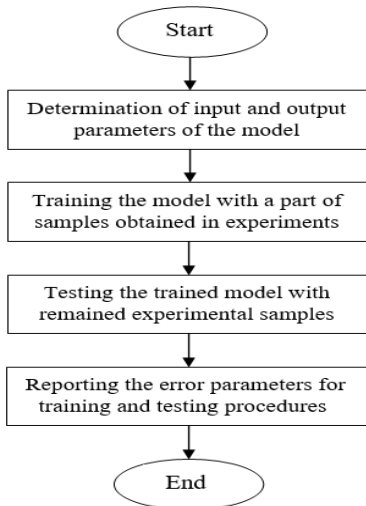 Start
Determination of input and output
parameters of the model
Training the model with a part of
samples obtained in experiments
Testing the trained model with
remained experimental samples
Reporting the error parameters for
training and testing procedures
End